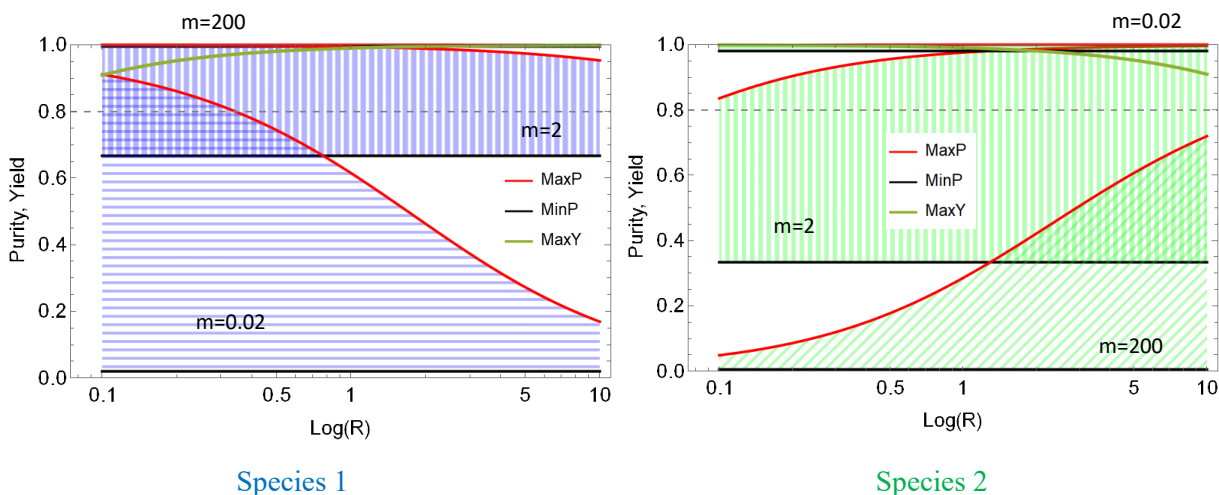 m=200
1.0
0.8
0.6
0.4
0.2
0.0
Purity, Yield
m=2
MaxP
MinP
MaxY
m=0.02
0.1 0.5 1 5 10
Log(R)
Species 1
m=0.02
1.0
0.8
0.6
0.4
0.2
0.0
Purity, Yield
MaxP
MinP
MaxY
m=2
m=200
0.1 0.5 1 5 10
Log(R)
Species 2